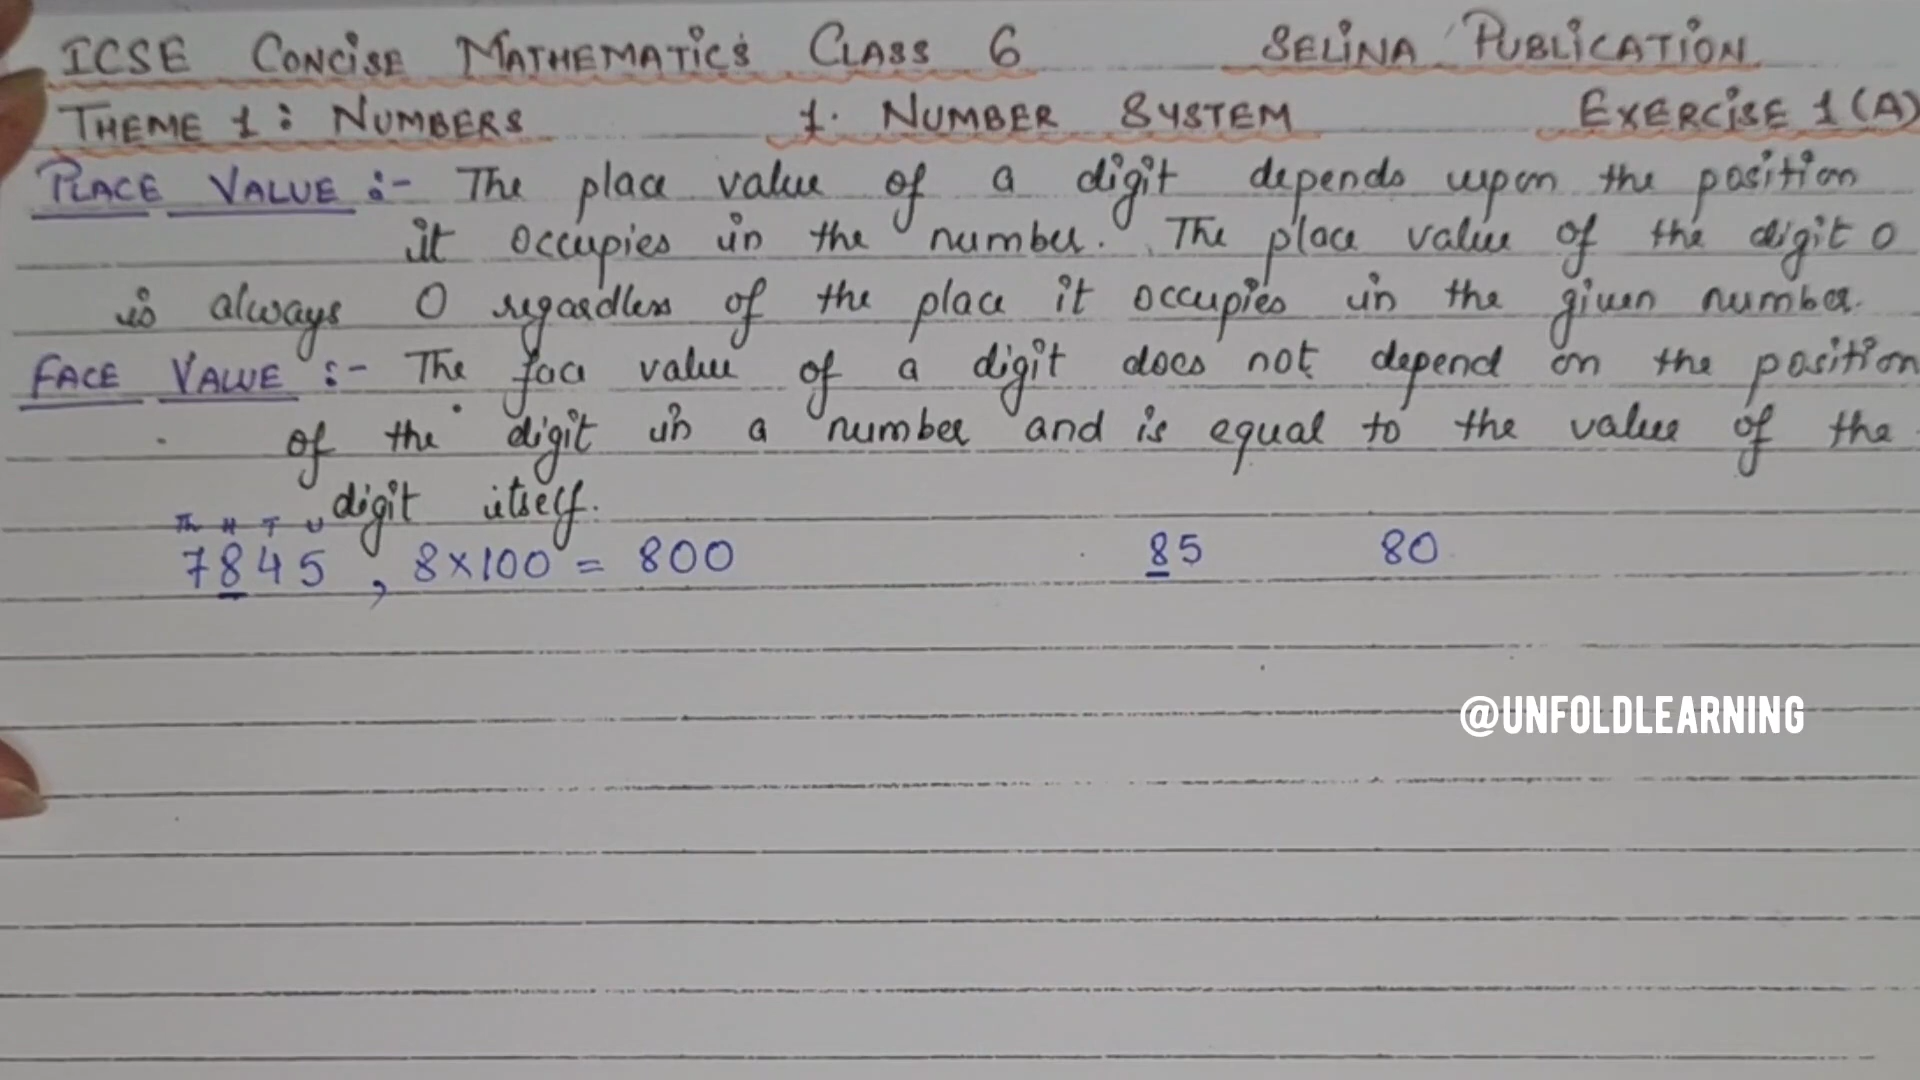 ICSE CONCISE MATHEMATICS CLASS 6 SELINA PUBLICATION
THEME 1: NUMBERS 1. NUMBER SYSTEM EXERCISE 1(A)
PLACE VALUE :- The place value of a digit depends upon the position
it occupies in the number. The place value of the digit 0
is always 0 regardless of the place it occupies in the given number.
FACE VALUE :- The face value of a digit does not depend on the position
of the digit in a number and is equal to the value of the
digit itself.
Th H T U
7845, 8×100 = 800 85 80
@UNFOLDLEARNING